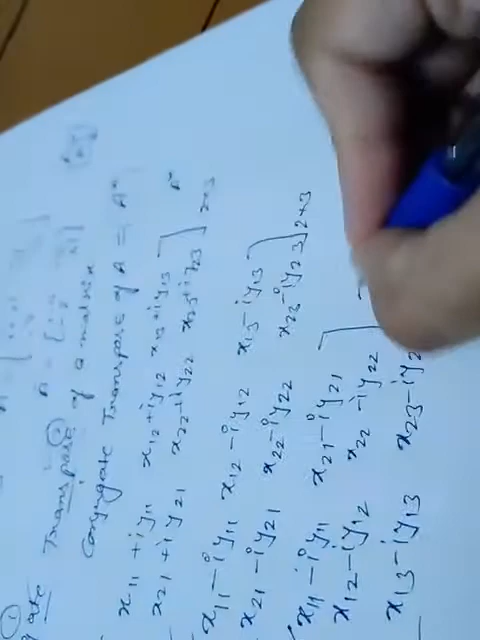 Transpose of a matrix
Conjugate Transpose of A = A*
x11 + iy11 x12 + iy12 x13 + iy13
x21 + iy21 x22 + iy22 x23 + iy23 ] 2×3
x11 - iy11 x12 - iy12 x13 - iy13
x21 - iy21 x22 - iy22 x23 - iy23 ] 2×3
x11 - iy11 x21 - iy21
x12 - iy12 x22 - iy22
x13 - iy13 x23 - iy2